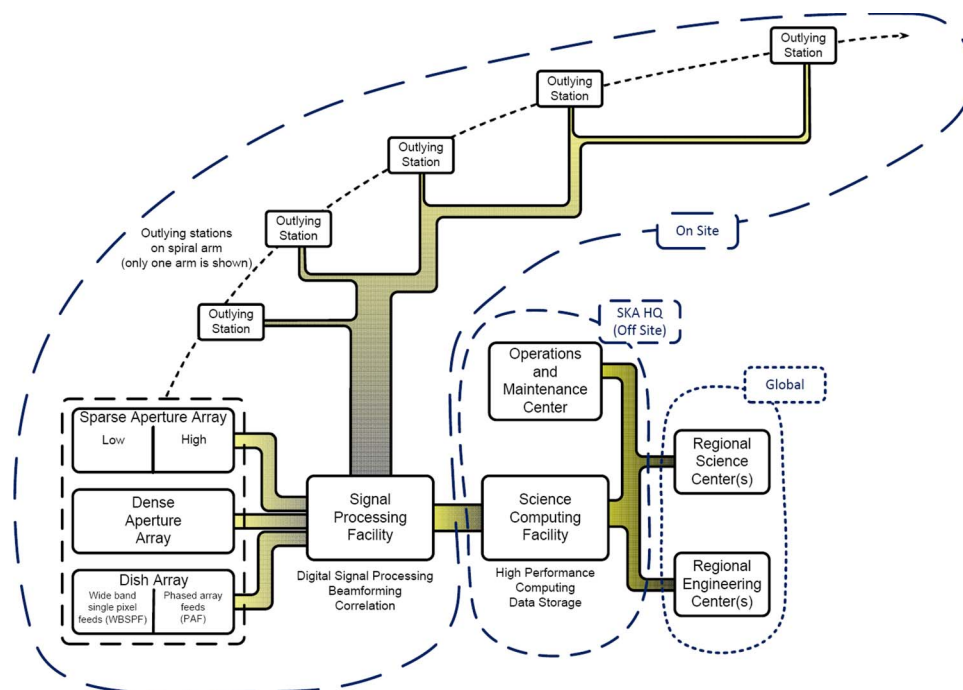 Outlying
Station
Outlying
Station
Outlying
Station
Outlying
Station
Outlying stations
on spiral arm
(only one arm is shown)
On Site
Outlying
Station
SKA HQ
(Off Site)
Operations
and
Maintenance
Center
Global
Sparse Aperture Array
Low
High
Regional
Science
Center(s)
Dense
Aperture
Array
Signal
Processing
Facility
Science
Computing
Facility
Digital Signal Processing
Beamforming
Correlation
High Performance
Computing
Data Storage
Dish Array
Wide band
single pixel
feeds (WBSPF)
Phased array
feeds
(PAF)
Regional
Engineering
Center(s)